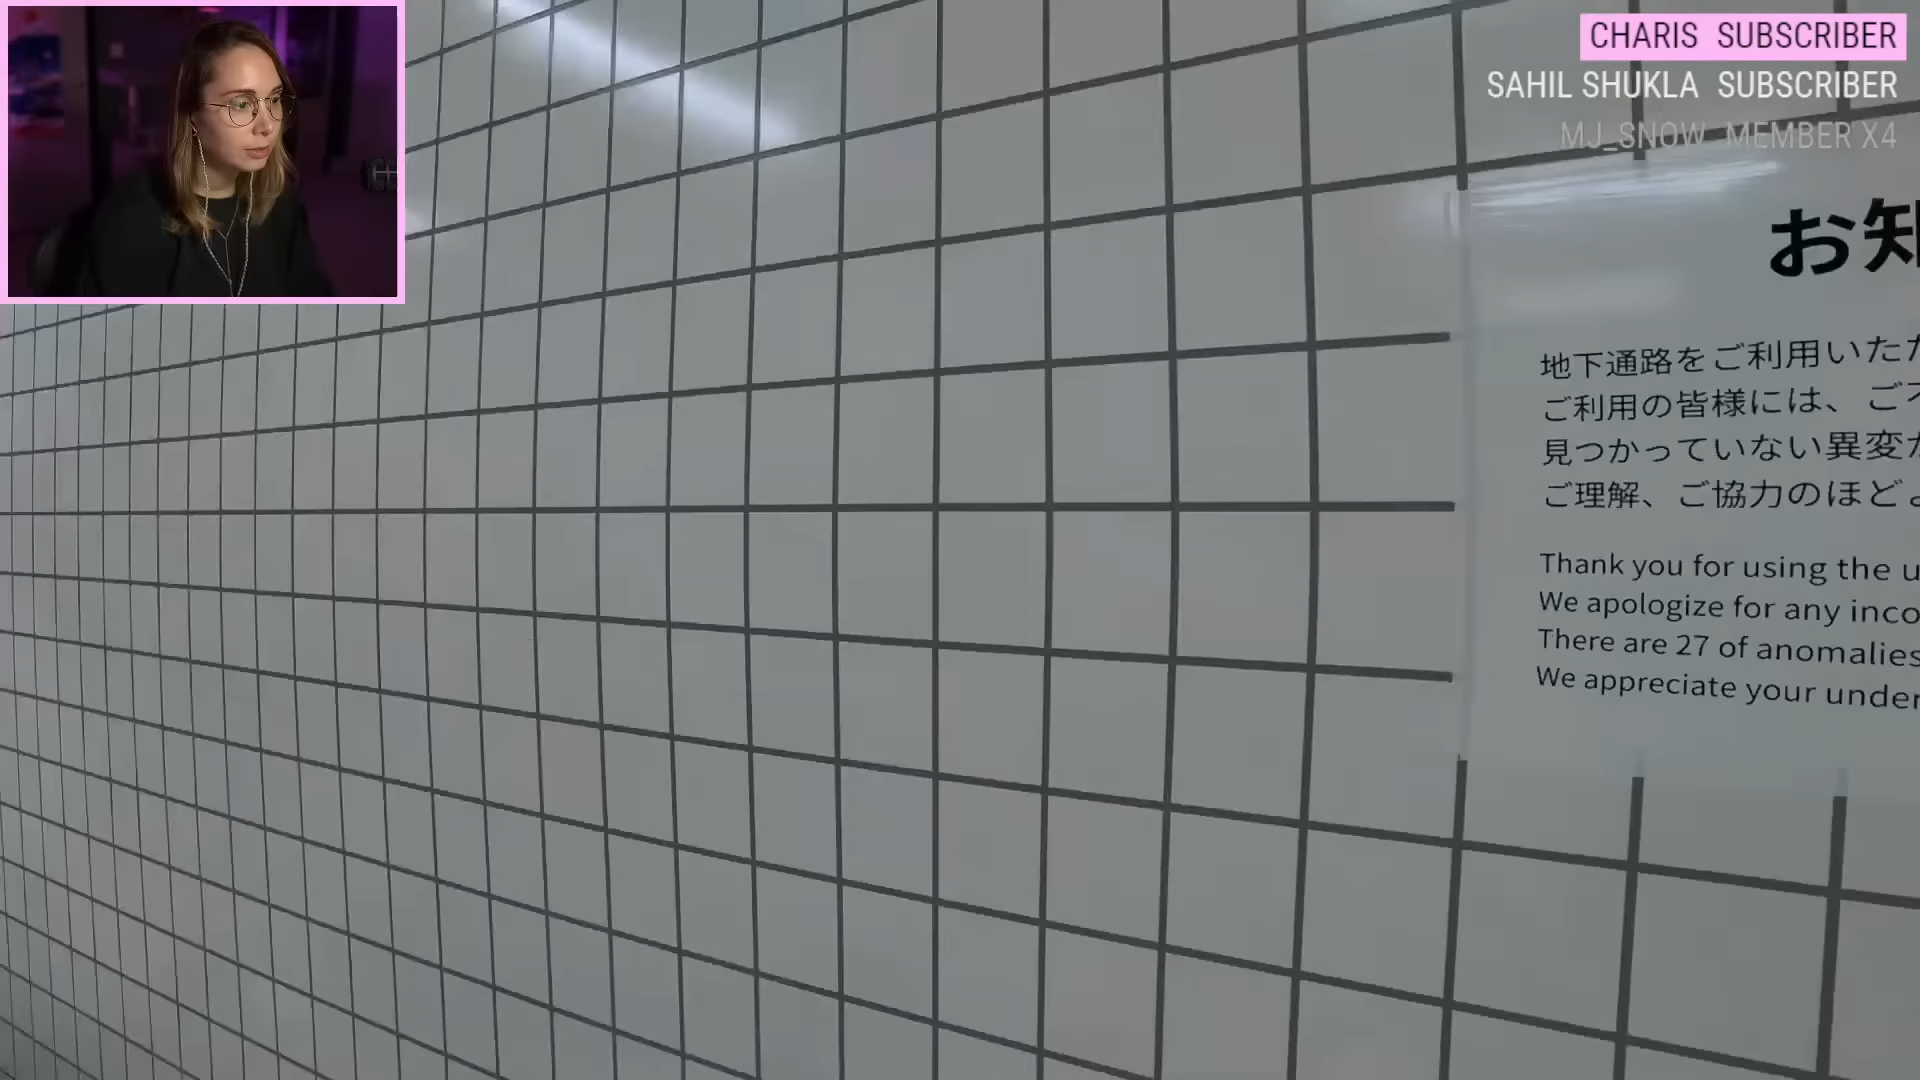 CHARIS SUBSCRIBER
SAHIL SHUKLA SUBSCRIBER
MJ_SNOW MEMBER X4
お知
地下通路をご利用いただ
ご利用の皆様には、ご不
見つかっていない異変が
ご理解、ご協力のほどよ
Thank you for using the u
We apologize for any inco
There are 27 of anomalies
We appreciate your under